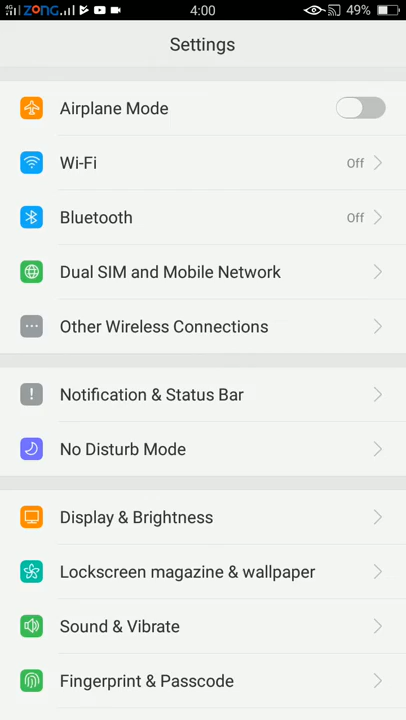 4G ZONG 4:00 49%
Settings
Airplane Mode
Wi-Fi Off
Bluetooth Off
Dual SIM and Mobile Network
Other Wireless Connections
Notification & Status Bar
No Disturb Mode
Display & Brightness
Lockscreen magazine & wallpaper
Sound & Vibrate
Fingerprint & Passcode